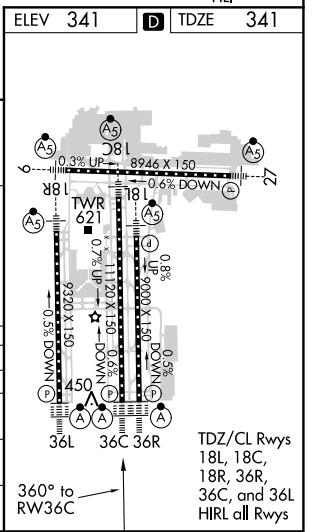 ELEV 341 D TDZE 341
A5
18C
A5
A5
9
0.3% UP
8946 X 150
0.6% DOWN
P
27
18R
18L
A5
A5
TWR
621
P
0.7% UP
0.8%
UP
9320 X 150
11120 X 150
9000 X 150
0.5% DOWN
DOWN 0.6%
DOWN 0.5%
P
450
P
P
A
A
A
36L
36C
36R
TDZ/CL Rwys
18L, 18C,
18R, 36R,
36C, and 36L
HIRL all Rwys
360° to
RW36C